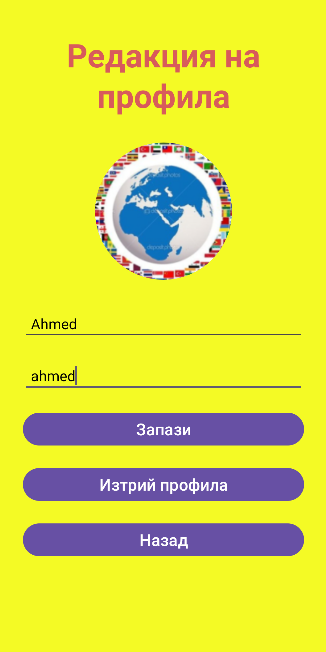 Редакция на
профила
Ahmed
ahmed
Запази
Изтрий профила
Назад